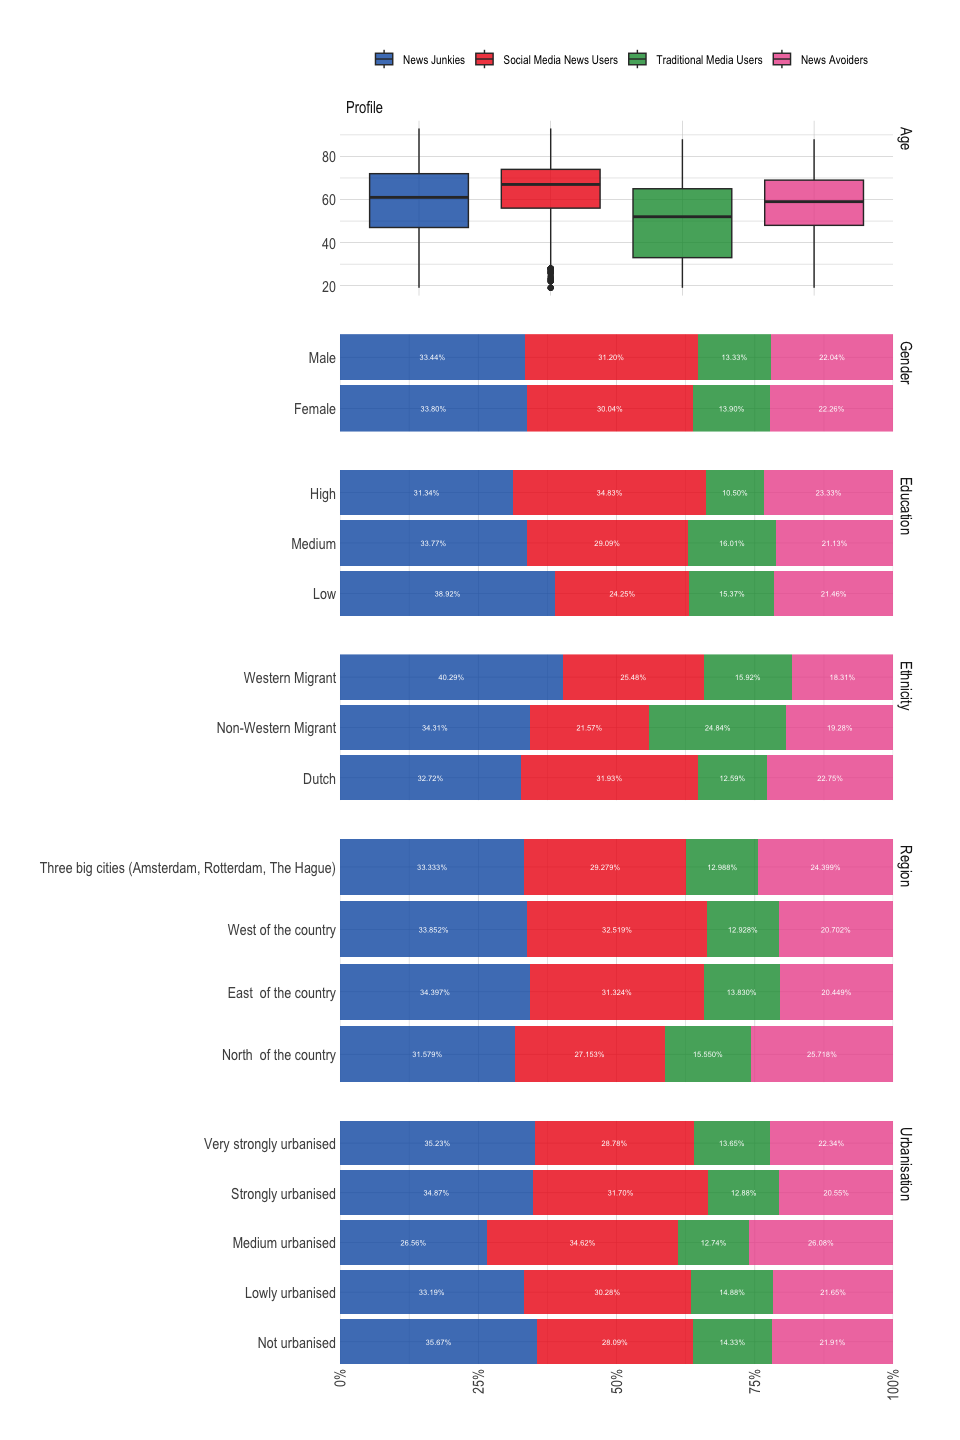 News Junkies Social Media News Users Traditional Media Users News Avoiders
Profile
Age
80
60
40
20
Gender
Male 33.44% 31.20% 13.33% 22.04%
Female 33.80% 30.04% 13.90% 22.26%
Education
High 31.34% 34.83% 10.50% 23.33%
Medium 33.77% 29.09% 16.01% 21.13%
Low 38.92% 24.25% 15.37% 21.46%
Ethnicity
Western Migrant 40.29% 25.48% 15.92% 18.31%
Non-Western Migrant 34.31% 21.57% 24.84% 19.28%
Dutch 32.72% 31.93% 12.59% 22.75%
Region
Three big cities (Amsterdam, Rotterdam, The Hague) 33.333% 29.279% 12.988% 24.399%
West of the country 33.852% 32.519% 12.928% 20.702%
East of the country 34.397% 31.324% 13.830% 20.449%
North of the country 31.579% 27.153% 15.550% 25.718%
Urbanisation
Very strongly urbanised 35.23% 28.78% 13.65% 22.34%
Strongly urbanised 34.87% 31.70% 12.88% 20.55%
Medium urbanised 26.56% 34.62% 12.74% 26.08%
Lowly urbanised 33.19% 30.28% 14.88% 21.65%
Not urbanised 35.67% 28.09% 14.33% 21.91%
0% 25% 50% 75% 100%